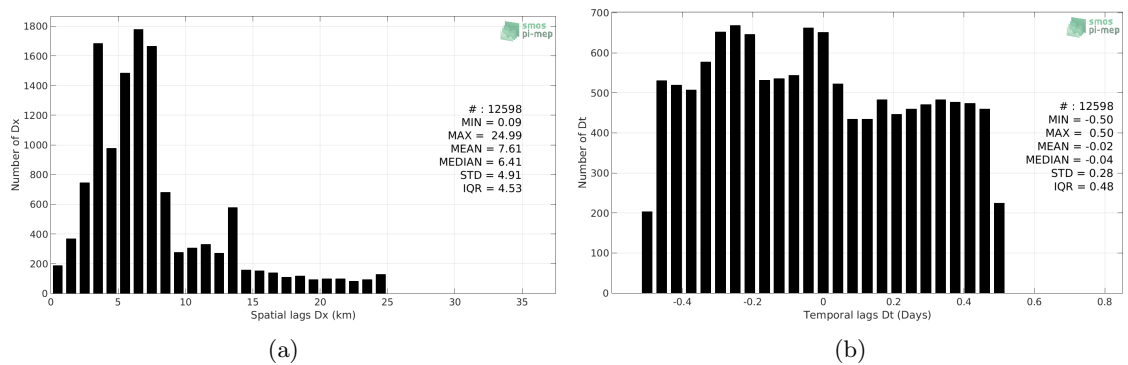 smos
pi-mep
1800
1600
1400
1200
1000
800
600
400
200
0
Number of Dx
# : 12598
MIN = 0.09
MAX = 24.99
MEAN = 7.61
MEDIAN = 6.41
STD = 4.91
IQR = 4.53
0 5 10 15 20 25 30 35
Spatial lags Dx (km)
(a)
smos
pi-mep
700
600
500
400
300
200
100
0
Number of Dt
# : 12598
MIN = -0.50
MAX = 0.50
MEAN = -0.02
MEDIAN = -0.04
STD = 0.28
IQR = 0.48
-0.4 -0.2 0 0.2 0.4 0.6 0.8
Temporal lags Dt (Days)
(b)